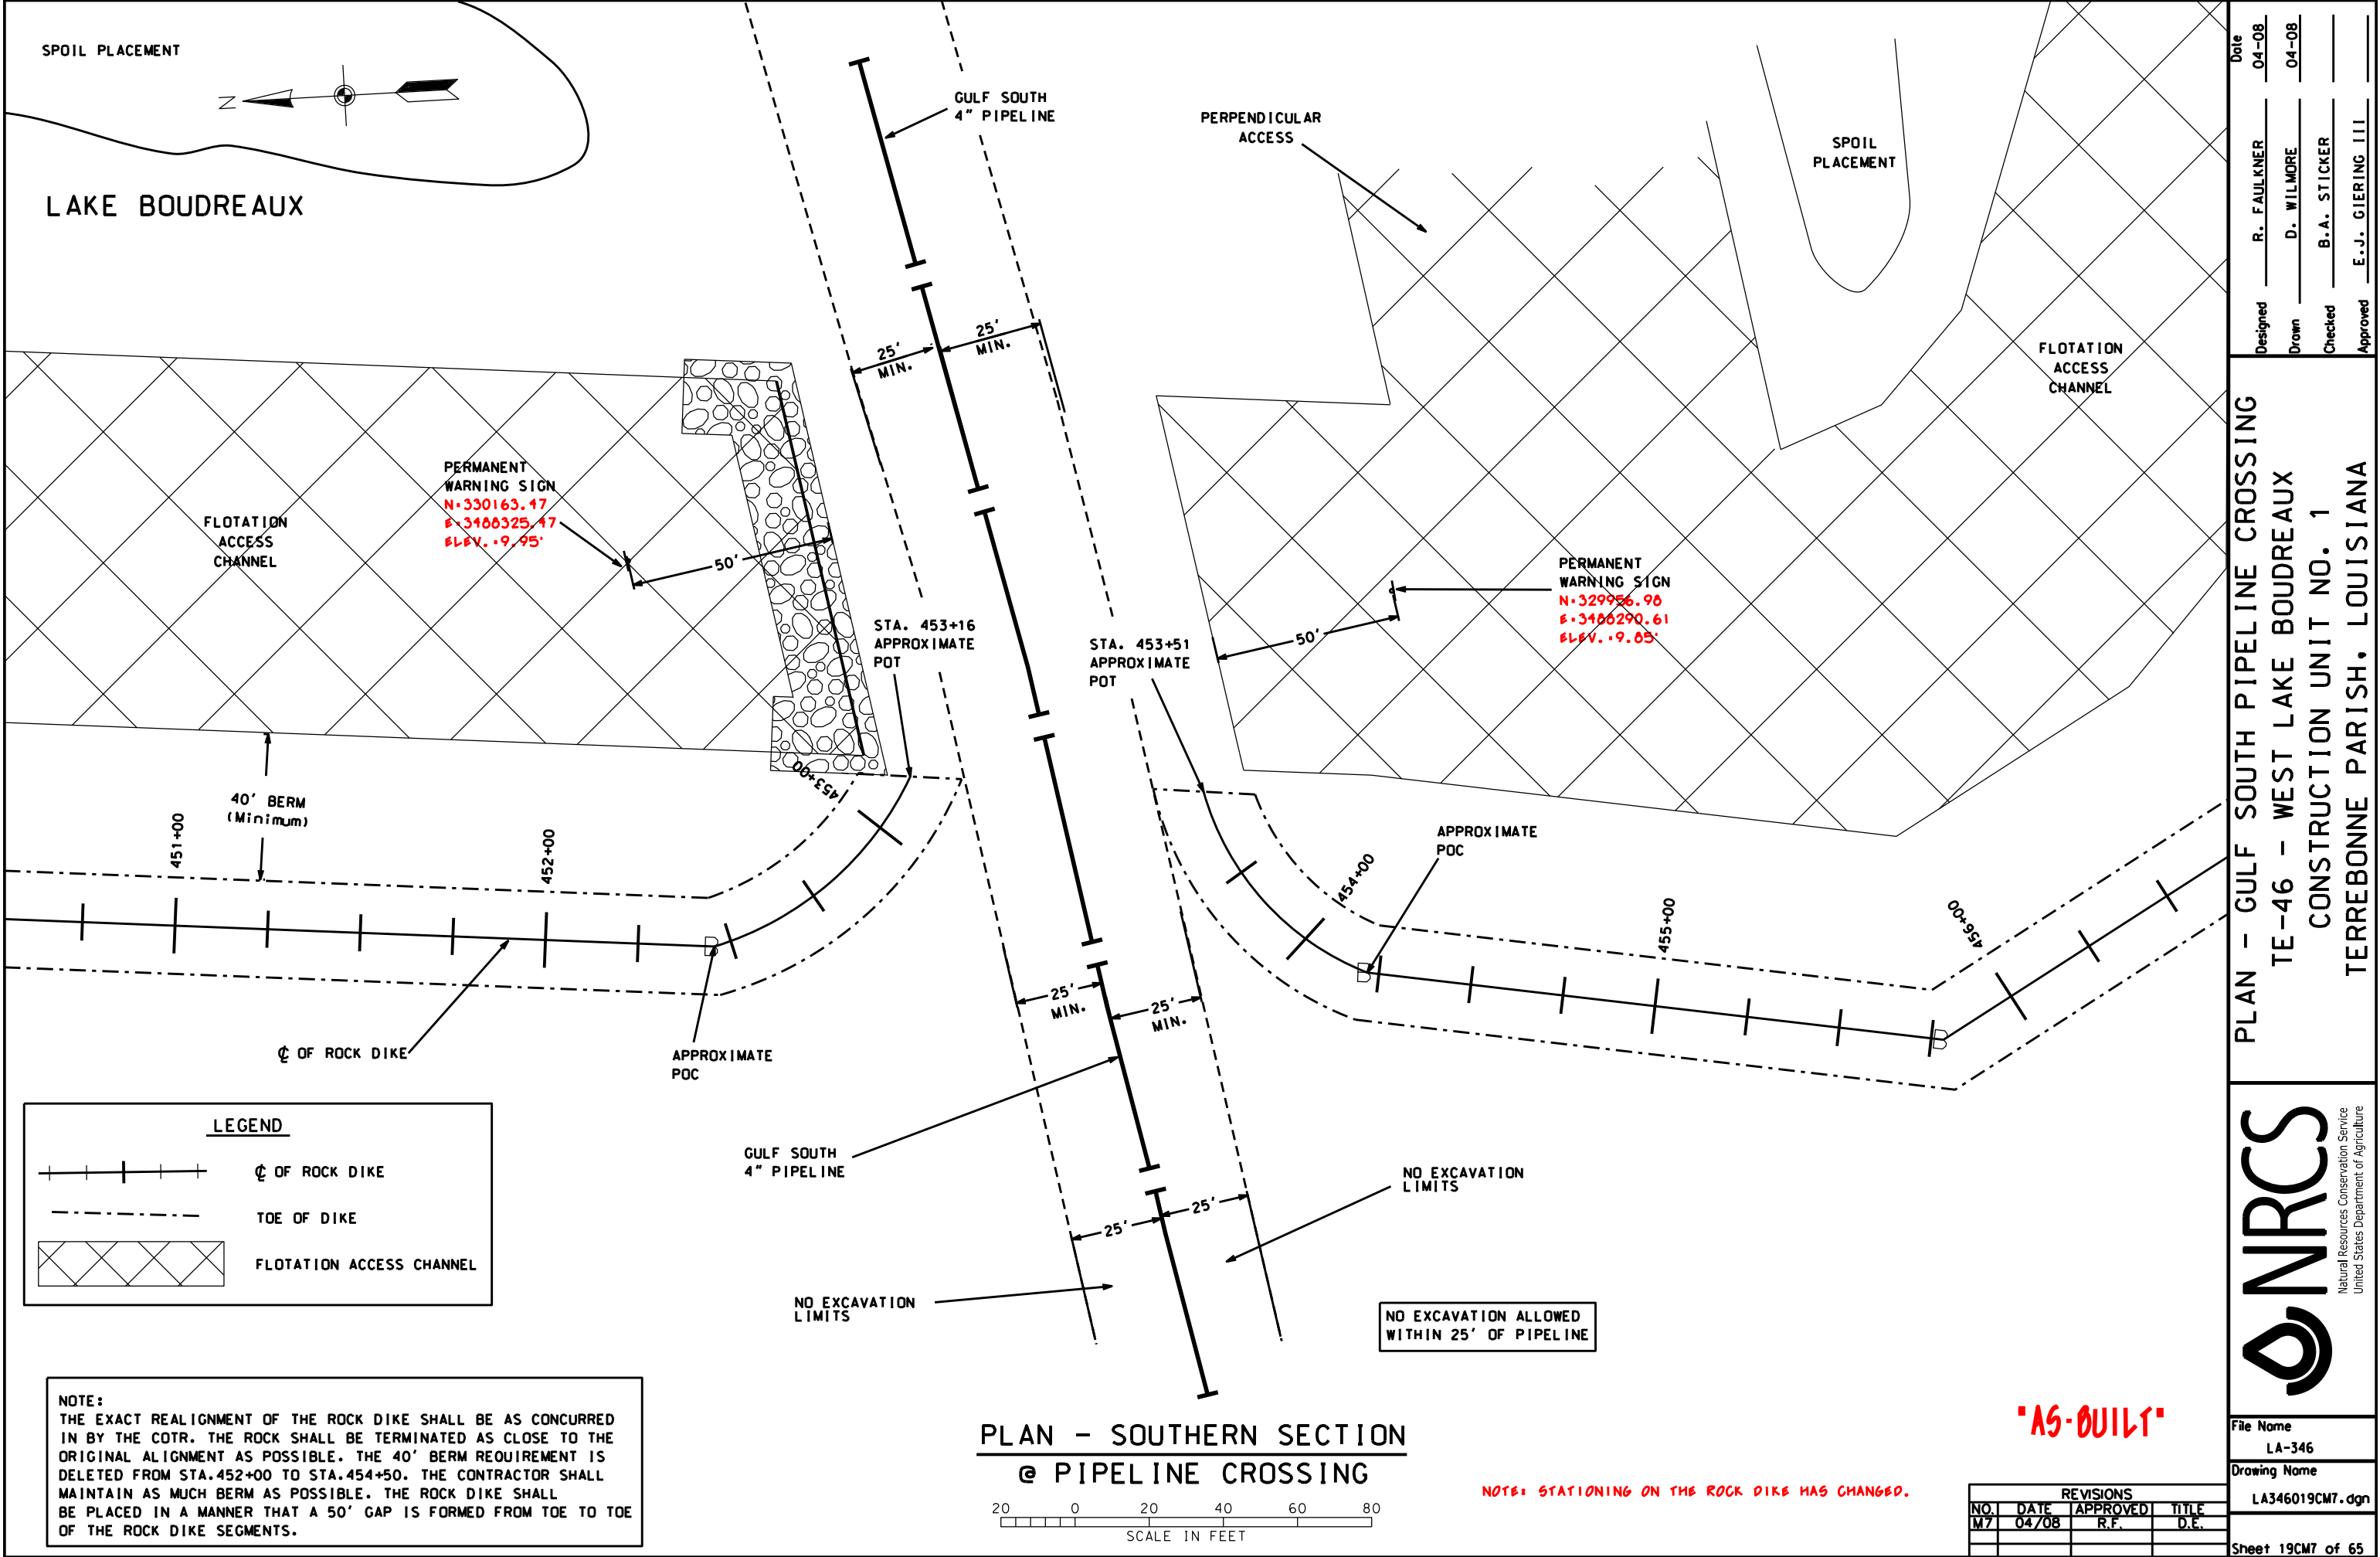 SPOIL PLACEMENT
N
LAKE BOUDREAUX
GULF SOUTH
4" PIPELINE
PERPENDICULAR
ACCESS
SPOIL
PLACEMENT
25'
MIN.
25'
MIN.
FLOTATION
ACCESS
CHANNEL
PERMANENT
WARNING SIGN
N=330163.47
E=3488325.47
ELEV.=9.95'
FLOTATION
ACCESS
CHANNEL
50'
PERMANENT
WARNING SIGN
N=329956.98
E=3488290.61
ELEV.=9.85'
50'
STA. 453+16
APPROXIMATE
POT
STA. 453+51
APPROXIMATE
POT
453+00
40' BERM
(Minimum)
451+00
452+00
454+00
APPROXIMATE
POC
455+00
456+00
25'
MIN.
25'
MIN.
℄ OF ROCK DIKE
APPROXIMATE
POC
GULF SOUTH
4" PIPELINE
NO EXCAVATION
LIMITS
25'
25'
NO EXCAVATION
LIMITS
NO EXCAVATION ALLOWED
WITHIN 25' OF PIPELINE
LEGEND
℄ OF ROCK DIKE
TOE OF DIKE
FLOTATION ACCESS CHANNEL
NOTE:
THE EXACT REALIGNMENT OF THE ROCK DIKE SHALL BE AS CONCURRED
IN BY THE COTR. THE ROCK SHALL BE TERMINATED AS CLOSE TO THE
ORIGINAL ALIGNMENT AS POSSIBLE. THE 40' BERM REQUIREMENT IS
DELETED FROM STA.452+00 TO STA.454+50. THE CONTRACTOR SHALL
MAINTAIN AS MUCH BERM AS POSSIBLE. THE ROCK DIKE SHALL
BE PLACED IN A MANNER THAT A 50' GAP IS FORMED FROM TOE TO TOE
OF THE ROCK DIKE SEGMENTS.
PLAN - SOUTHERN SECTION
@ PIPELINE CROSSING
20 0 20 40 60 80
SCALE IN FEET
"AS-BUILT"
NOTE: STATIONING ON THE ROCK DIKE HAS CHANGED.
REVISIONS
NO. DATE APPROVED TITLE
M7 04/08 R.F. D.E.
Date
Designed R. FAULKNER 04-08
Drawn D. WILMORE 04-08
Checked B.A. STICKER
Approved E.J. GIERING III
PLAN - GULF SOUTH PIPELINE CROSSING
TE-46 - WEST LAKE BOUDREAUX
CONSTRUCTION UNIT NO. 1
TERREBONNE PARISH, LOUISIANA
NRCS
Natural Resources Conservation Service
United States Department of Agriculture
File Name
LA-346
Drawing Name
LA346019CM7.dgn
Sheet 19CM7 of 65